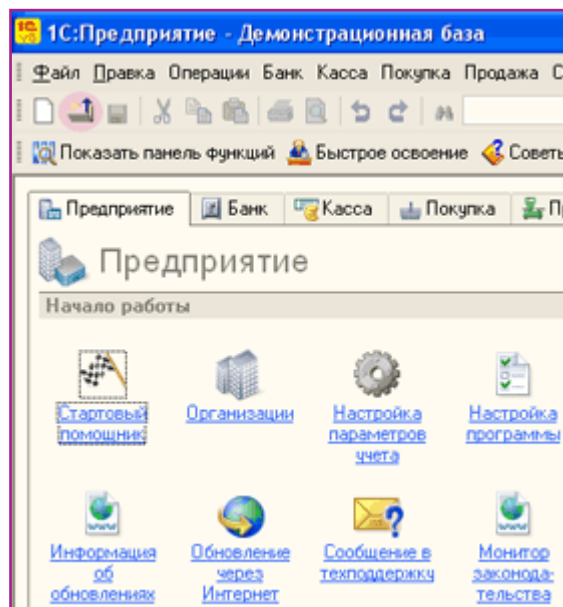 1С:Предприятие - Демонстрационная база
Файл Правка Операции Банк Касса Покупка Продажа С
Показать панель функций Быстрое освоение Советы
Предприятие Банк Касса Покупка П
Предприятие
Начало работы
Стартовый Организации Настройка Настройка
помощник параметров программы
учета
Информация Обновление Сообщение в Монитор
об через техподдержку законода-
обновлениях Интернет тельства